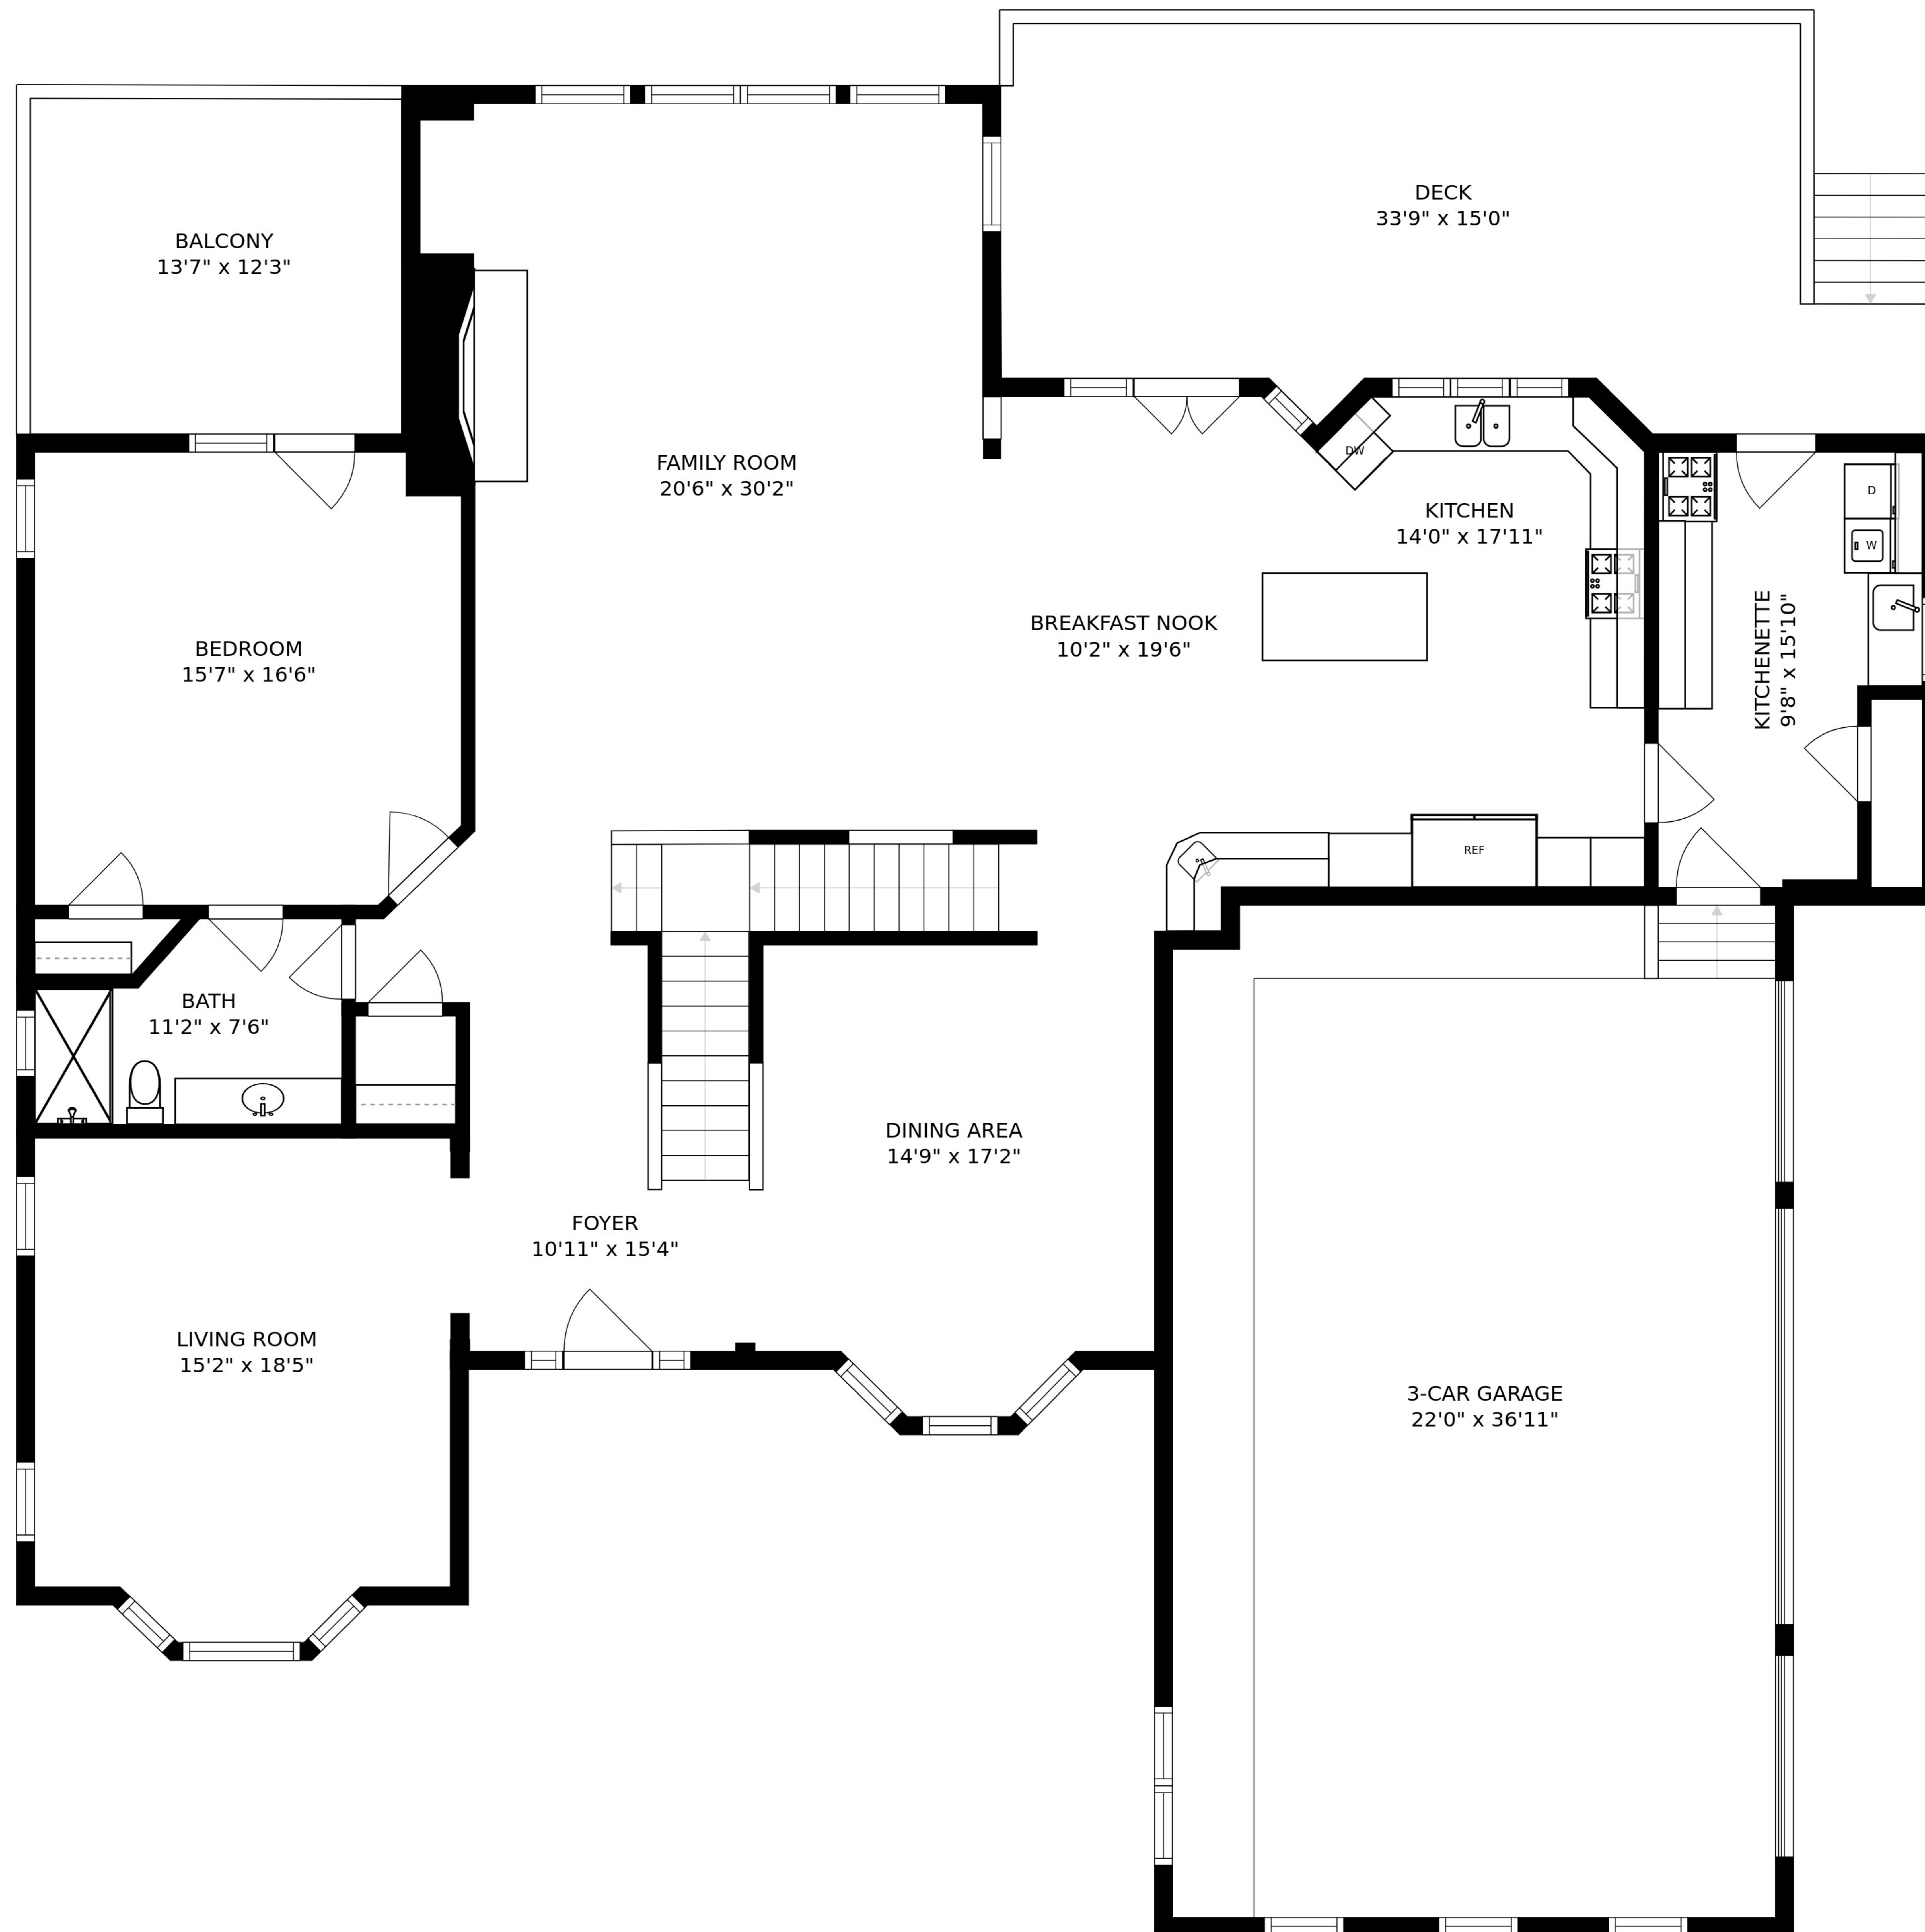 DECK
33'9" x 15'0"
BALCONY
13'7" x 12'3"
FAMILY ROOM
20'6" x 30'2"
DW
D
W
KITCHEN
14'0" x 17'11"
BREAKFAST NOOK
10'2" x 19'6"
KITCHENETTE
9'8" x 15'10"
BEDROOM
15'7" x 16'6"
REF
BATH
11'2" x 7'6"
DINING AREA
14'9" x 17'2"
FOYER
10'11" x 15'4"
LIVING ROOM
15'2" x 18'5"
3-CAR GARAGE
22'0" x 36'11"